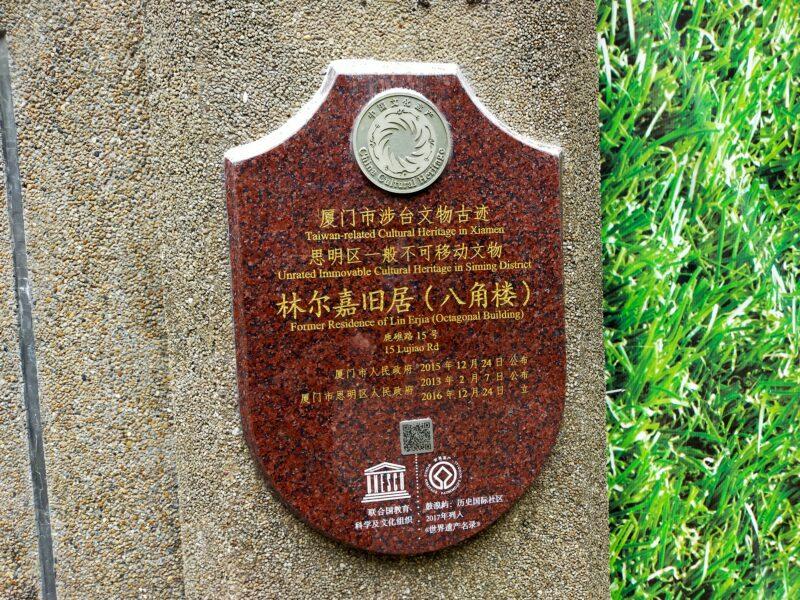 中国文化遗产
China Cultural Heritage
厦门市涉台文物古迹
Taiwan-related Cultural Heritage in Xiamen
思明区一般不可移动文物
Unrated Immovable Cultural Heritage in Siming District
林尔嘉旧居（八角楼）
Former Residence of Lin Erjia (Octagonal Building)
鹿礁路15号
15 Lujiao Rd
厦门市人民政府 2015年12月24日 公布
厦门市思明区人民政府 2013年2月7日 公布
2016年12月24日 立
UNESCO
联合国教育、
科学及文化组织
鼓浪屿：历史国际社区
2017年列入
《世界遗产名录》